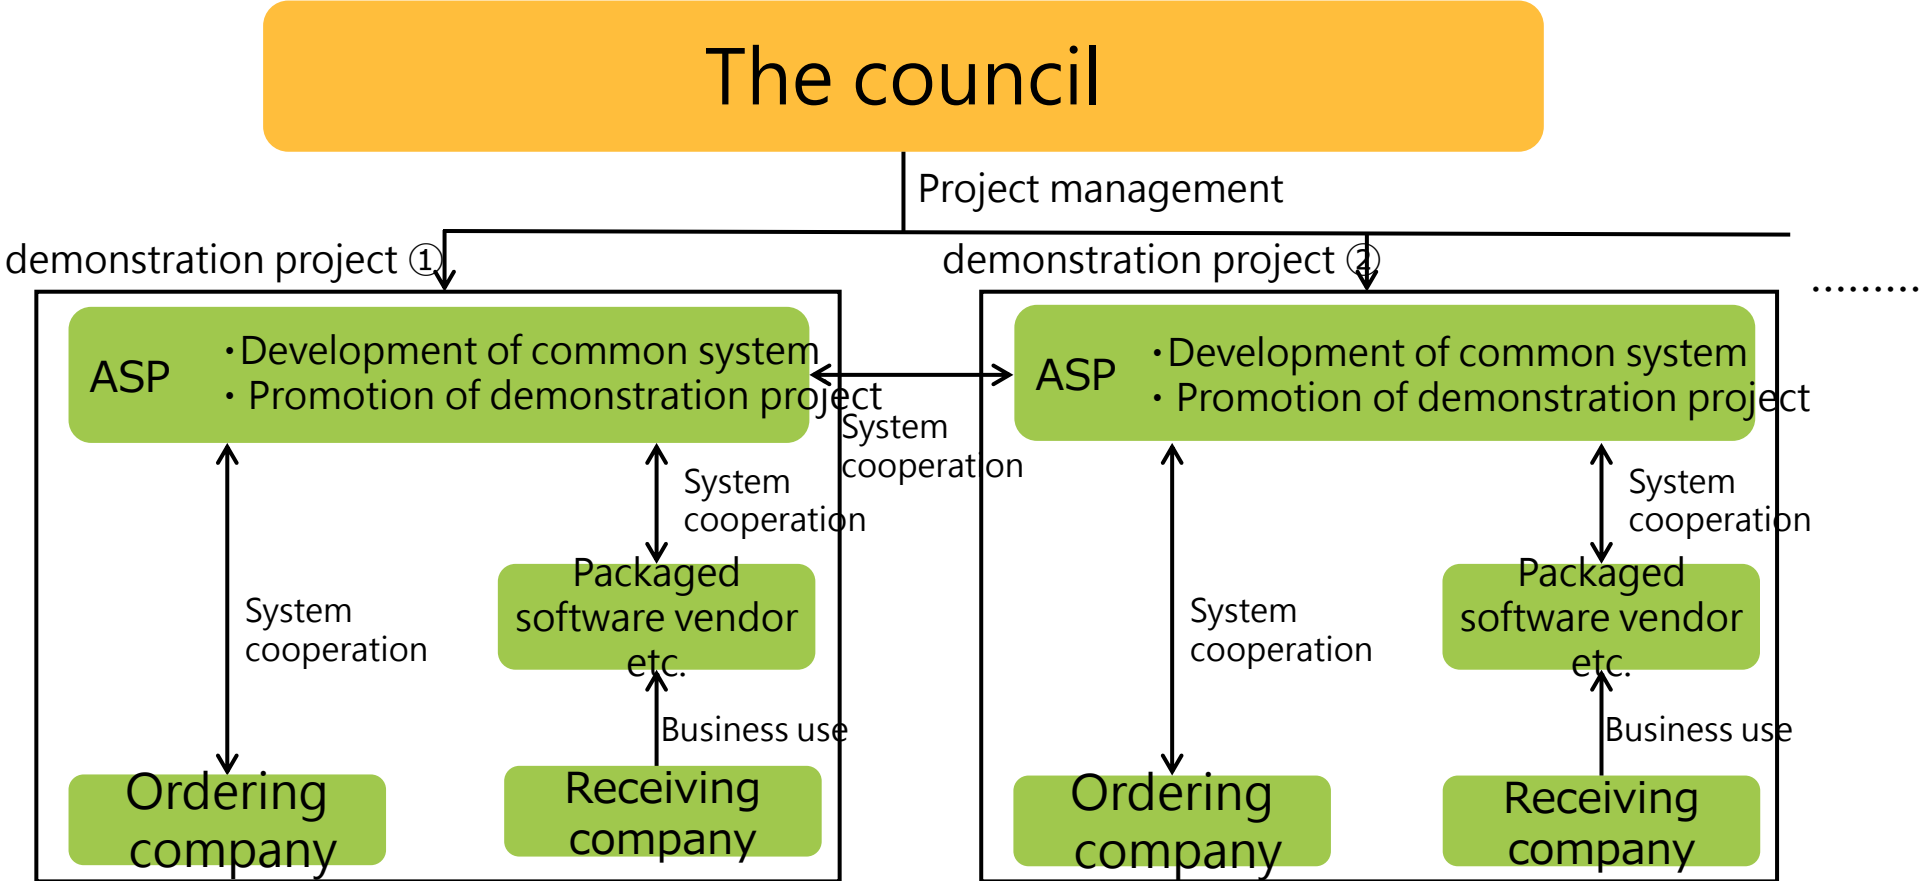 The council
Project management
demonstration project ①
demonstration project ②
………
ASP
・Development of common system
・Promotion of demonstration project
System
cooperation
ASP
・Development of common system
・Promotion of demonstration project
System
cooperation
System
cooperation
Packaged
software vendor
etc.
Business use
Ordering
company
Receiving
company
System
cooperation
System
cooperation
Packaged
software vendor
etc.
Business use
Ordering
company
Receiving
company